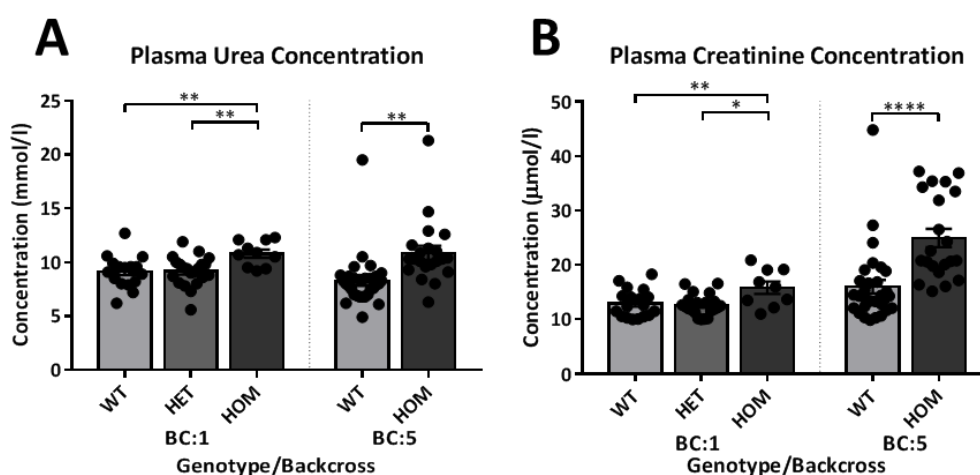 A
Plasma Urea Concentration
Concentration (mmol/l)
25
20
15
10
5
0
**
**
**
WT
HET
HOM
WT
HOM
BC:1
BC:5
Genotype/Backcross
B
Plasma Creatinine Concentration
Concentration (µmol/l)
50
40
30
20
10
0
**
*
****
WT
HET
HOM
WT
HOM
BC:1
BC:5
Genotype/Backcross